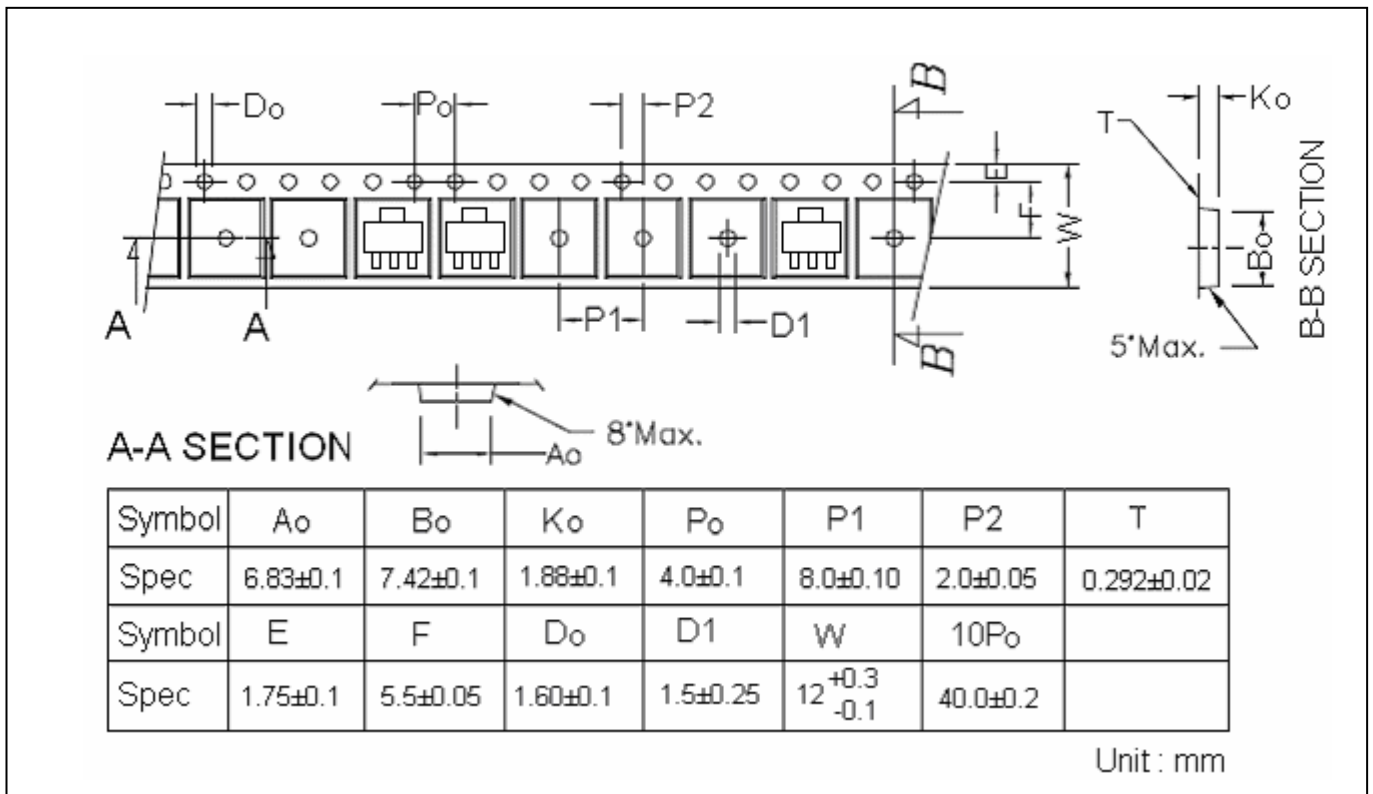 Do
Po
P2
B
Ko
T
E
F
W
Bo
B-B SECTION
A
A
P1
D1
B
5°Max.
8°Max.
A-A SECTION
Ao
Symbol Ao Bo Ko Po P1 P2 T
Spec 6.83±0.1 7.42±0.1 1.88±0.1 4.0±0.1 8.0±0.10 2.0±0.05 0.292±0.02
Symbol E F Do D1 W 10Po
Spec 1.75±0.1 5.5±0.05 1.60±0.1 1.5±0.25 12 +0.3 -0.1 40.0±0.2
Unit : mm